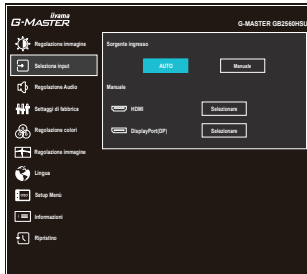 iiyama
G-MASTER
G-MASTER GB2560HSU
Regolazione immagine
Seleziona input
Regolazione Audio
Settaggi di fabbrica
Regolazione colori
Regolazione immagine
Lingua
Setup Menù
Informazioni
Ripristino
Sorgente ingresso
AUTO
Manuale
Manuale
HDMI
Selezionare
DisplayPort(DP)
Selezionare